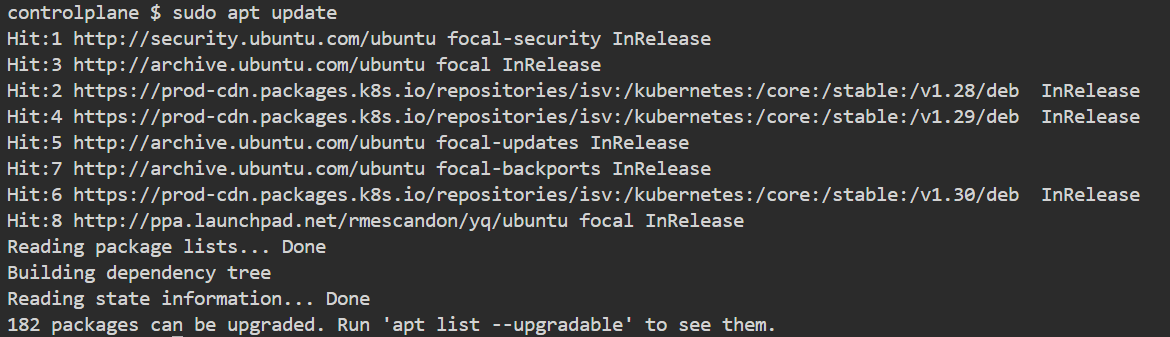 controlplane $ sudo apt update
Hit:1 http://security.ubuntu.com/ubuntu focal-security InRelease
Hit:3 http://archive.ubuntu.com/ubuntu focal InRelease
Hit:2 https://prod-cdn.packages.k8s.io/repositories/isv:/kubernetes:/core:/stable:/v1.28/deb  InRelease
Hit:4 https://prod-cdn.packages.k8s.io/repositories/isv:/kubernetes:/core:/stable:/v1.29/deb  InRelease
Hit:5 http://archive.ubuntu.com/ubuntu focal-updates InRelease
Hit:7 http://archive.ubuntu.com/ubuntu focal-backports InRelease
Hit:6 https://prod-cdn.packages.k8s.io/repositories/isv:/kubernetes:/core:/stable:/v1.30/deb  InRelease
Hit:8 http://ppa.launchpad.net/rmescandon/yq/ubuntu focal InRelease
Reading package lists... Done
Building dependency tree
Reading state information... Done
182 packages can be upgraded. Run 'apt list --upgradable' to see them.